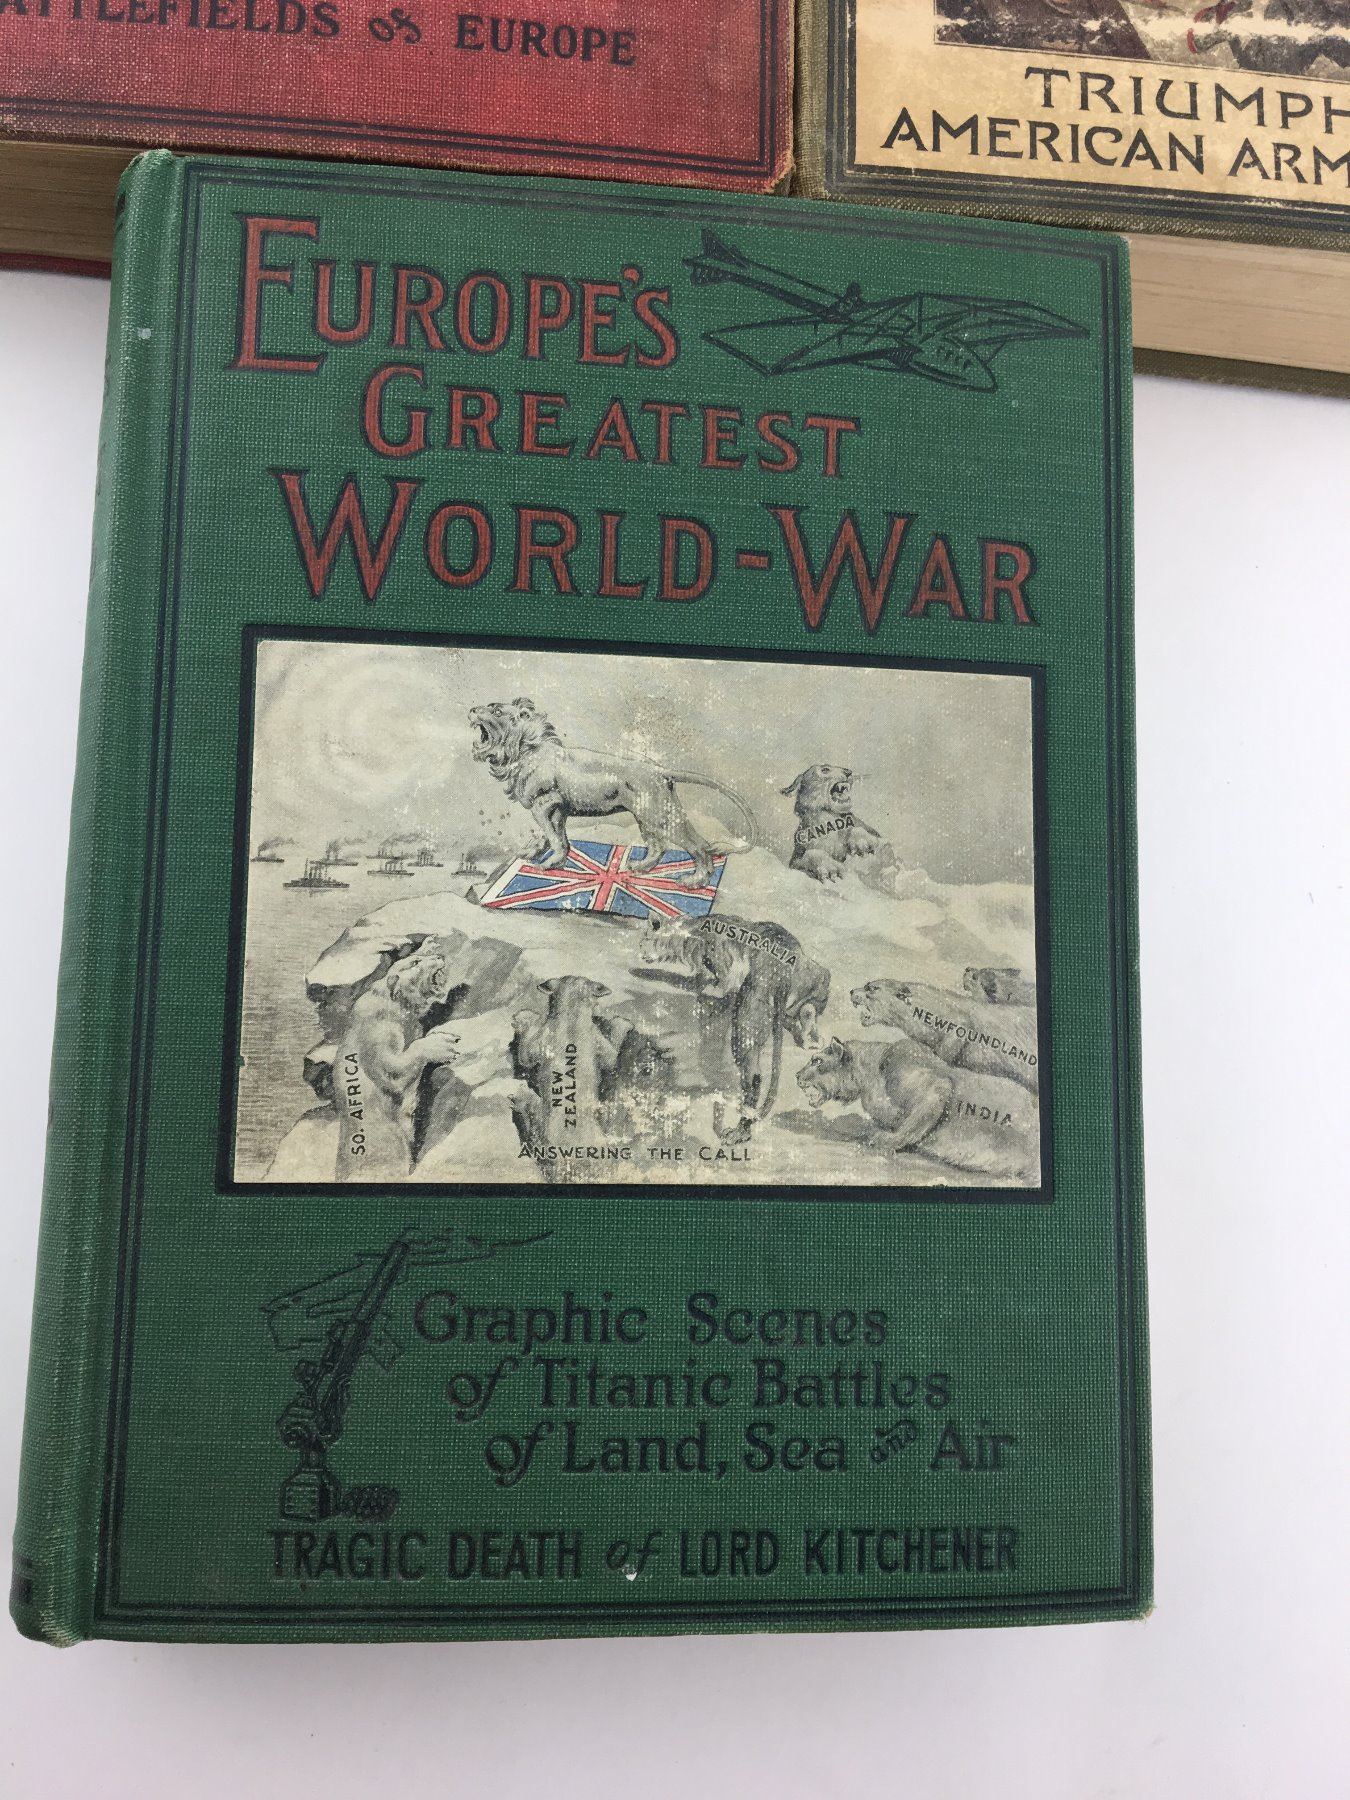 OF EUROPE
TRIUMPH
AMERICAN ARM
EUROPE'S
GREATEST
WORLD-WAR
CANADA
AUSTRALIA
NEWFOUNDLAND
INDIA
SO. AFRICA
NEW
ZEALAND
ANSWERING THE CALL
Graphic Scenes
of Titanic Battles
of Land, Sea and Air
TRAGIC DEATH of LORD KITCHENER